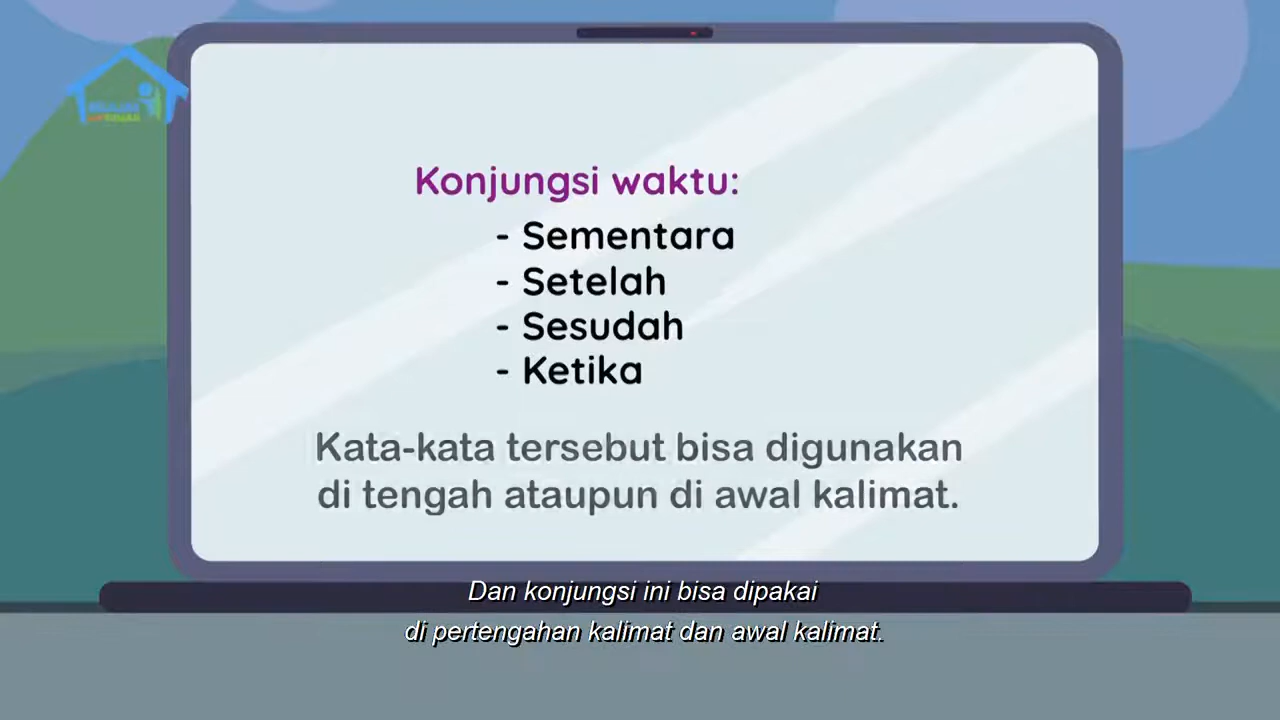 Konjungsi waktu:
- Sementara
- Setelah
- Sesudah
- Ketika
Kata-kata tersebut bisa digunakan
di tengah ataupun di awal kalimat.
Dan konjungsi ini bisa dipakai
di pertengahan kalimat dan awal kalimat.